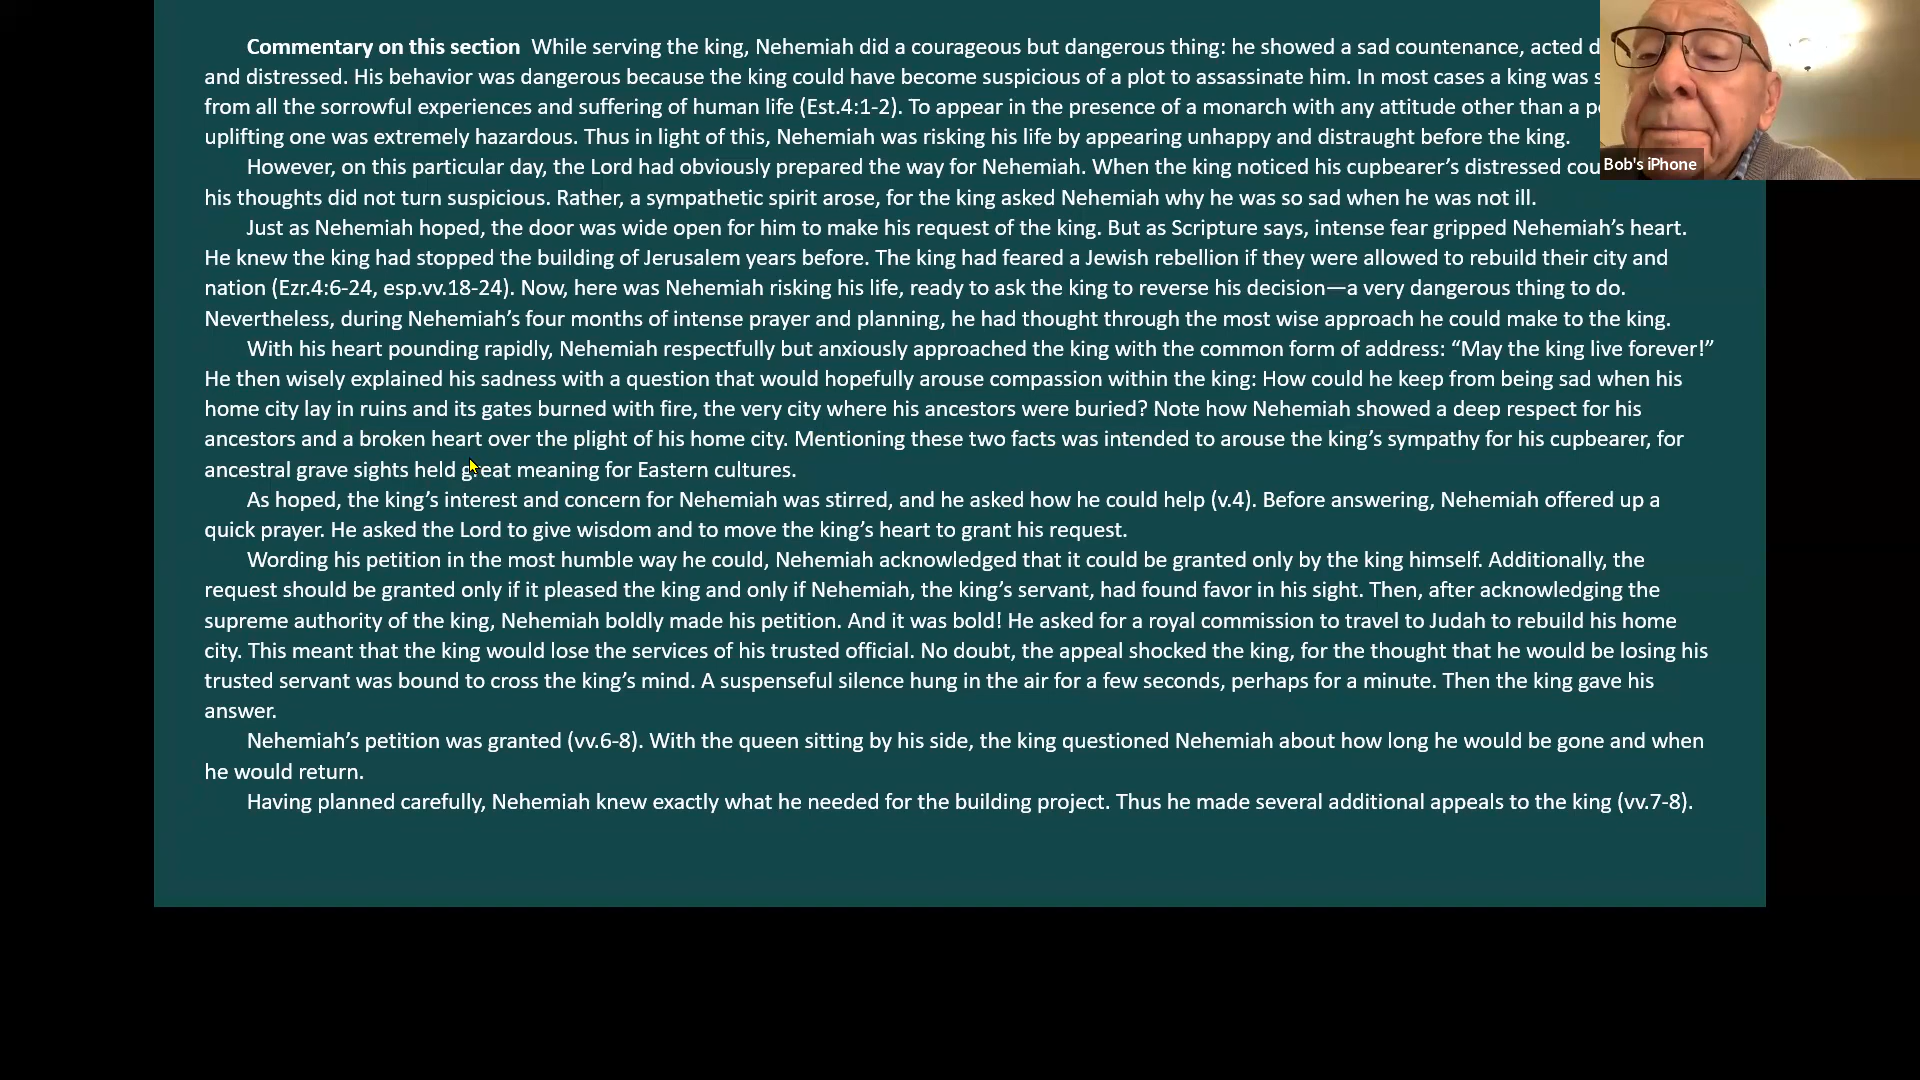 Commentary on this section While serving the king, Nehemiah did a courageous but dangerous thing: he showed a sad countenance, acted
and distressed. His behavior was dangerous because the king could have become suspicious of a plot to assassinate him. In most cases a king was
from all the sorrowful experiences and suffering of human life (Est.4:1-2). To appear in the presence of a monarch with any attitude other than a
uplifting one was extremely hazardous. Thus in light of this, Nehemiah was risking his life by appearing unhappy and distraught before the king.
Bob's iPhone
However, on this particular day, the Lord had obviously prepared the way for Nehemiah. When the king noticed his cupbearer’s distressed
his thoughts did not turn suspicious. Rather, a sympathetic spirit arose, for the king asked Nehemiah why he was so sad when he was not ill.
Just as Nehemiah hoped, the door was wide open for him to make his request of the king. But as Scripture says, intense fear gripped Nehemiah’s heart.
He knew the king had stopped the building of Jerusalem years before. The king had feared a Jewish rebellion if they were allowed to rebuild their city and
nation (Ezr.4:6-24, esp.vv.18-24). Now, here was Nehemiah risking his life, ready to ask the king to reverse his decision—a very dangerous thing to do.
Nevertheless, during Nehemiah’s four months of intense prayer and planning, he had thought through the most wise approach he could make to the king.
With his heart pounding rapidly, Nehemiah respectfully but anxiously approached the king with the common form of address: “May the king live forever!”
He then wisely explained his sadness with a question that would hopefully arouse compassion within the king: How could he keep from being sad when his
home city lay in ruins and its gates burned with fire, the very city where his ancestors were buried? Note how Nehemiah showed a deep respect for his
ancestors and a broken heart over the plight of his home city. Mentioning these two facts was intended to arouse the king’s sympathy for his cupbearer, for
ancestral grave sights held great meaning for Eastern cultures.
As hoped, the king’s interest and concern for Nehemiah was stirred, and he asked how he could help (v.4). Before answering, Nehemiah offered up a
quick prayer. He asked the Lord to give wisdom and to move the king’s heart to grant his request.
Wording his petition in the most humble way he could, Nehemiah acknowledged that it could be granted only by the king himself. Additionally, the
request should be granted only if it pleased the king and only if Nehemiah, the king’s servant, had found favor in his sight. Then, after acknowledging the
supreme authority of the king, Nehemiah boldly made his petition. And it was bold! He asked for a royal commission to travel to Judah to rebuild his home
city. This meant that the king would lose the services of his trusted official. No doubt, the appeal shocked the king, for the thought that he would be losing his
trusted servant was bound to cross the king’s mind. A suspenseful silence hung in the air for a few seconds, perhaps for a minute. Then the king gave his
answer.
Nehemiah’s petition was granted (vv.6-8). With the queen sitting by his side, the king questioned Nehemiah about how long he would be gone and when
he would return.
Having planned carefully, Nehemiah knew exactly what he needed for the building project. Thus he made several additional appeals to the king (vv.7-8).